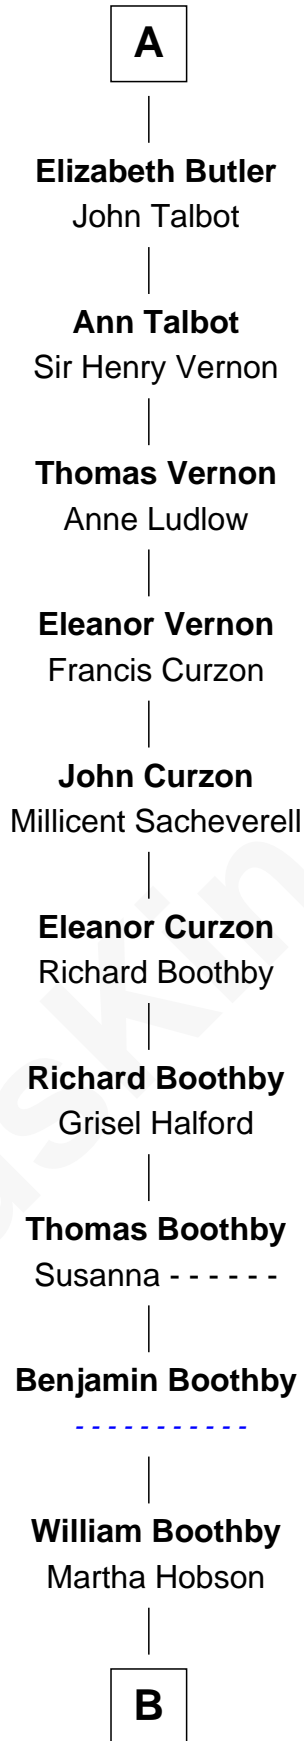 A
Elizabeth Butler
John Talbot
Ann Talbot
Sir Henry Vernon
Thomas Vernon
Anne Ludlow
Eleanor Vernon
Francis Curzon
John Curzon
Millicent Sacheverell
Eleanor Curzon
Richard Boothby
Richard Boothby
Grisel Halford
Thomas Boothby
Susanna - - - - - -
Benjamin Boothby
- - - - - - - - - - -
William Boothby
Martha Hobson
B